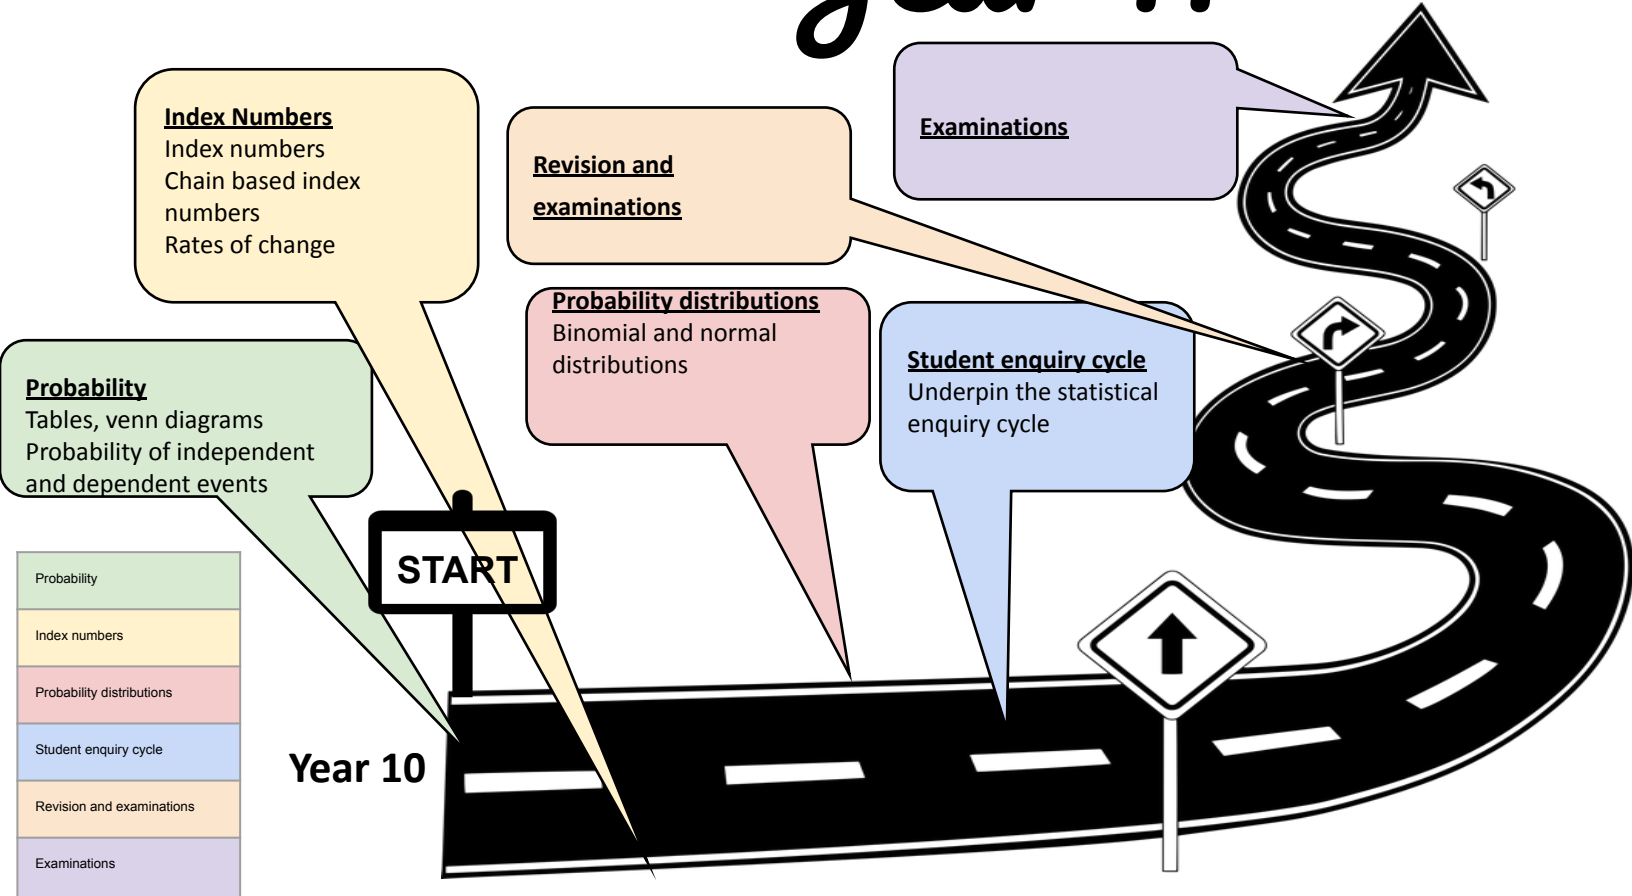 Index Numbers
Index numbers
Chain based index
numbers
Rates of change
Revision and
examinations
Examinations
Probability
Tables, venn diagrams
Probability of independent
and dependent events
Probability distributions
Binomial and normal
distributions
Student enquiry cycle
Underpin the statistical
enquiry cycle
START
Year 10
Probability
Index numbers
Probability distributions
Student enquiry cycle
Revision and examinations
Examinations